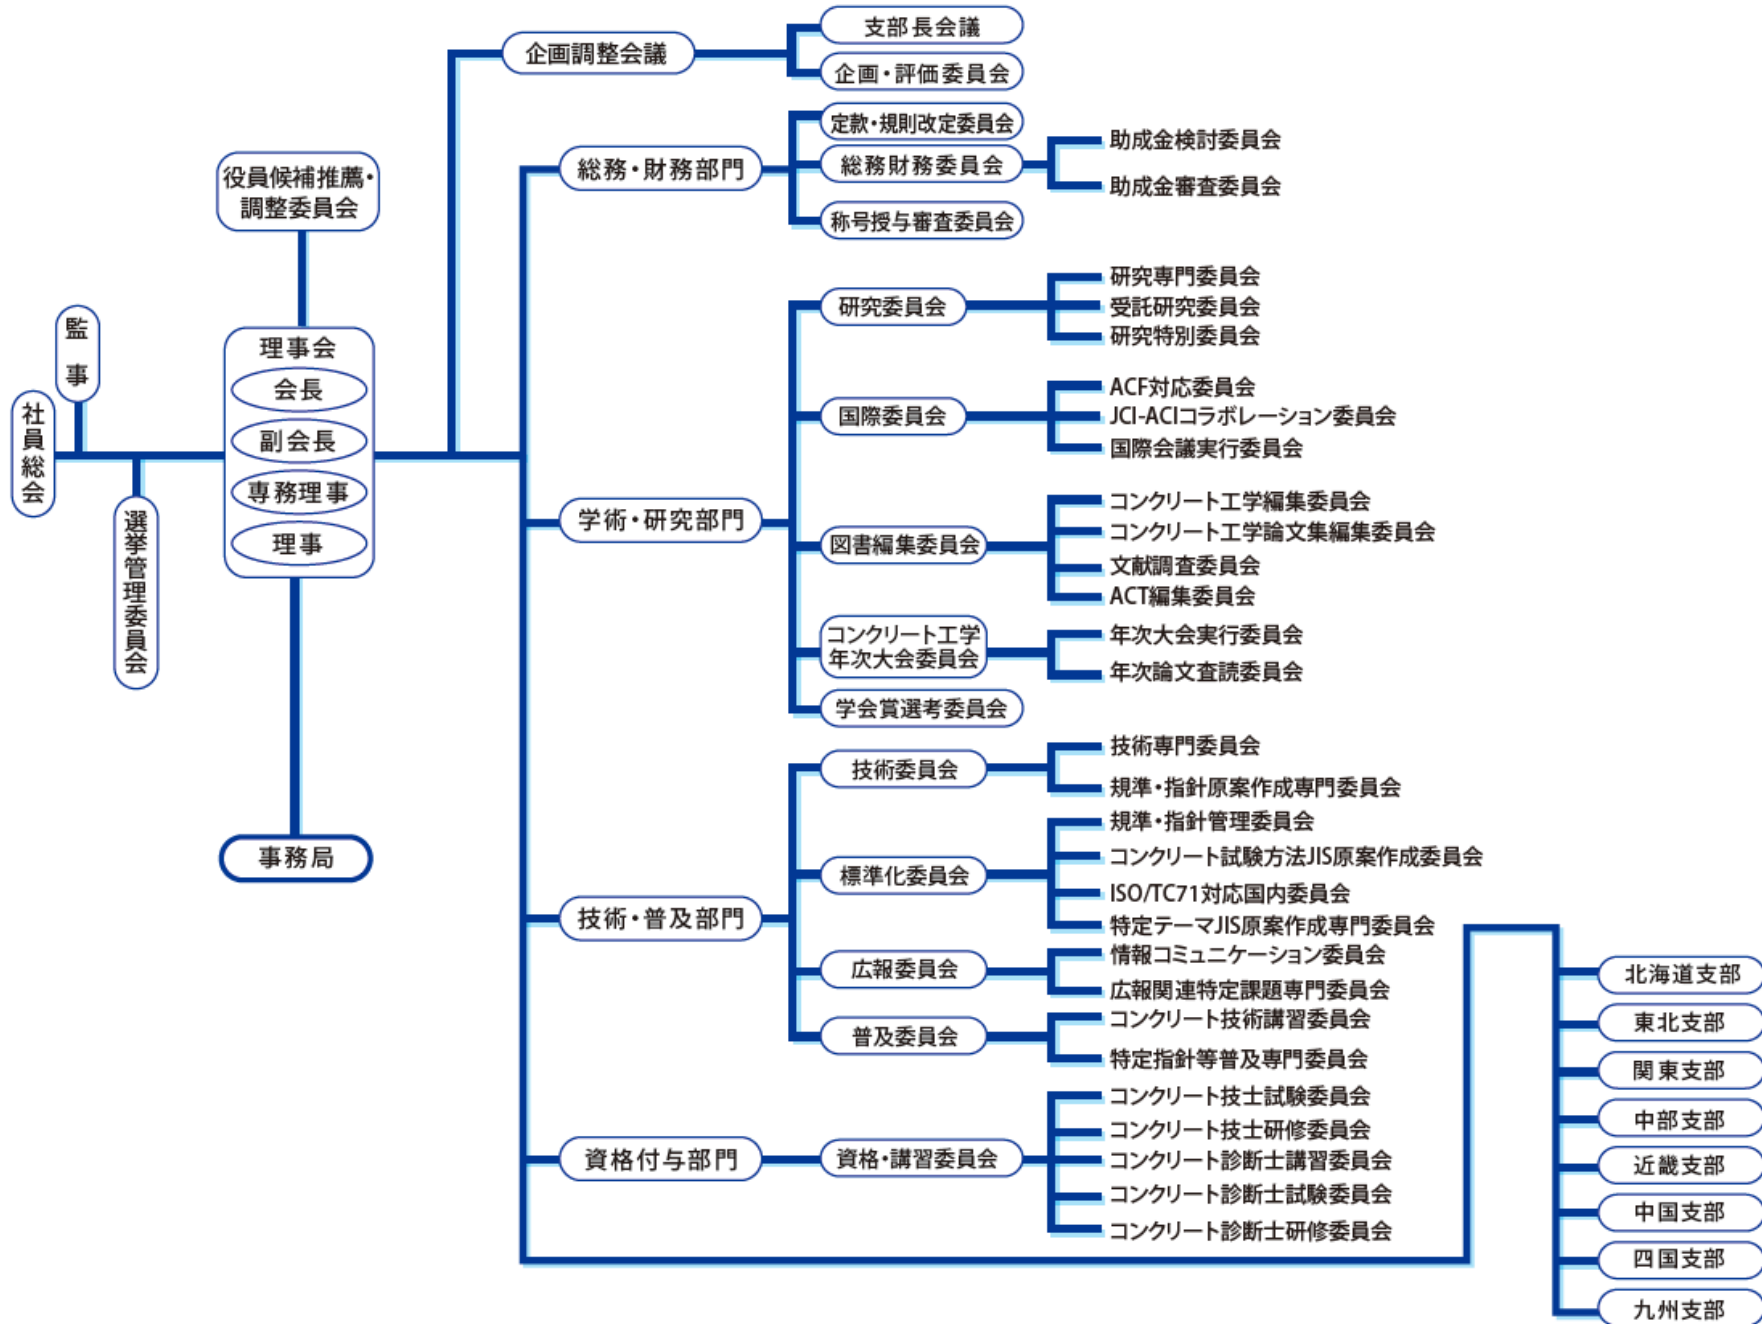 社員総会
監事
選挙管理委員会
役員候補推薦・
調整委員会
理事会
会長
副会長
専務理事
理事
事務局
企画調整会議
支部長会議
企画・評価委員会
総務・財務部門
定款・規則改定委員会
総務財務委員会
助成金検討委員会
助成金審査委員会
称号授与審査委員会
学術・研究部門
研究委員会
研究専門委員会
受託研究委員会
研究特別委員会
国際委員会
ACF対応委員会
JCI-ACIコラボレーション委員会
国際会議実行委員会
図書編集委員会
コンクリート工学編集委員会
コンクリート工学論文集編集委員会
文献調査委員会
ACT編集委員会
コンクリート工学
年次大会委員会
年次大会実行委員会
年次論文査読委員会
学会賞選考委員会
技術・普及部門
技術委員会
技術専門委員会
規準・指針原案作成専門委員会
標準化委員会
規準・指針管理委員会
コンクリート試験方法JIS原案作成委員会
ISO/TC71対応国内委員会
特定テーマJIS原案作成専門委員会
広報委員会
情報コミュニケーション委員会
広報関連特定課題専門委員会
普及委員会
コンクリート技術講習委員会
特定指針等普及専門委員会
資格付与部門
資格・講習委員会
コンクリート技士試験委員会
コンクリート技士研修委員会
コンクリート診断士講習委員会
コンクリート診断士試験委員会
コンクリート診断士研修委員会
北海道支部
東北支部
関東支部
中部支部
近畿支部
中国支部
四国支部
九州支部